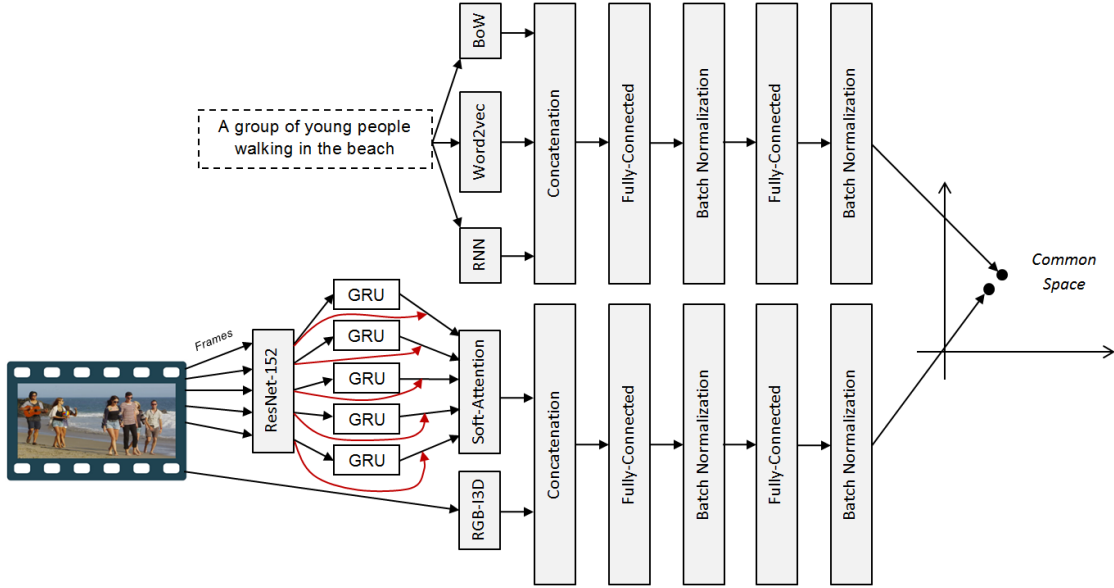 BoW
Word2vec
RNN
A group of young people
walking in the beach
Concatenation
Fully-Connected
Batch Normalization
Fully-Connected
Batch Normalization
Common
Space
Frames
ResNet-152
GRU
GRU
GRU
GRU
GRU
Soft-Attention
RGB-I3D
Concatenation
Fully-Connected
Batch Normalization
Fully-Connected
Batch Normalization